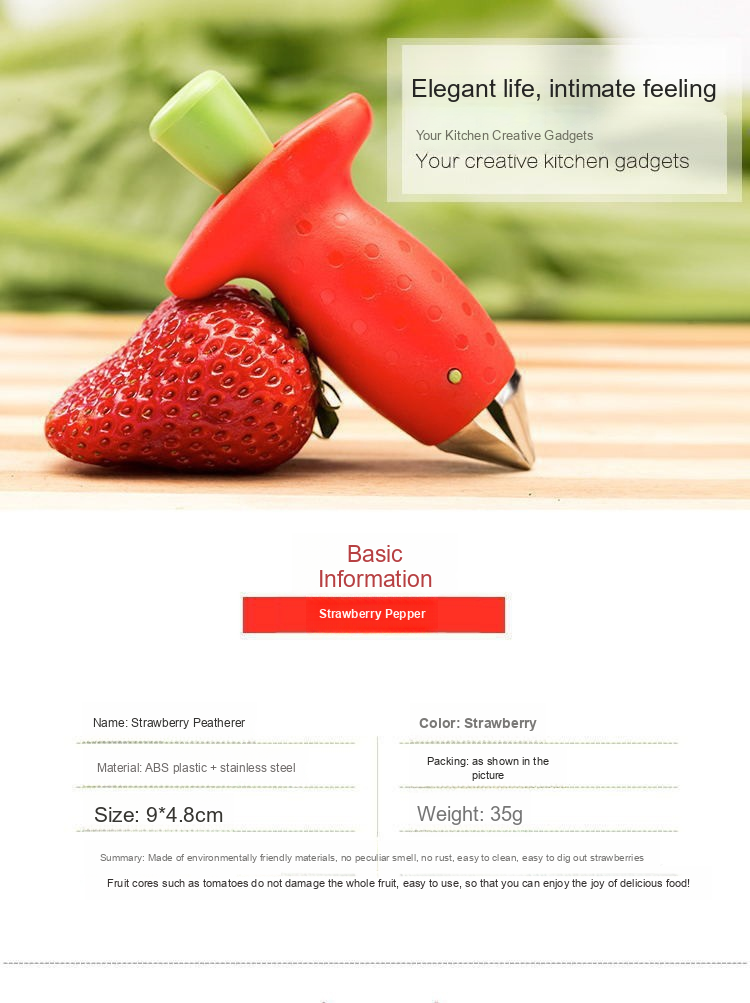 Elegant life, intimate feeling
Your Kitchen Creative Gadgets
Your creative kitchen gadgets
Basic
Information
Strawberry Pepper
Name: Strawberry Peatherer
Color: Strawberry
Material: ABS plastic + stainless steel
Packing: as shown in the
picture
Size: 9*4.8cm
Weight: 35g
Summary: Made of environmentally friendly materials, no peculiar smell, no rust, easy to clean, easy to dig out strawberries
Fruit cores such as tomatoes do not damage the whole fruit, easy to use, so that you can enjoy the joy of delicious food!